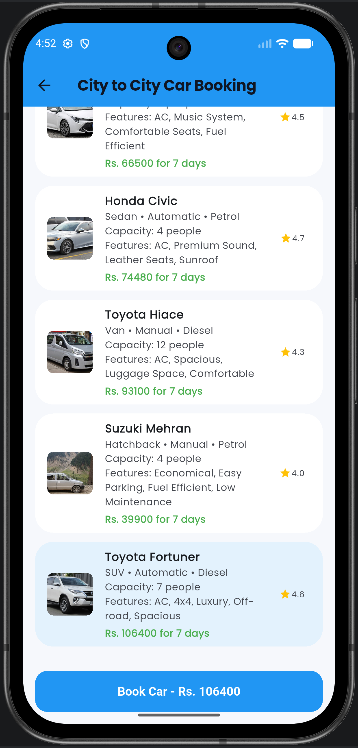 4:52
City to City Car Booking
Features: AC, Music System,
Comfortable Seats, Fuel
Efficient
4.5
Rs. 66500 for 7 days
Honda Civic
Sedan • Automatic • Petrol
Capacity: 4 people
Features: AC, Premium Sound,
Leather Seats, Sunroof
4.7
Rs. 74480 for 7 days
Toyota Hiace
Van • Manual • Diesel
Capacity: 12 people
Features: AC, Spacious,
Luggage Space, Comfortable
4.3
Rs. 93100 for 7 days
Suzuki Mehran
Hatchback • Manual • Petrol
Capacity: 4 people
Features: Economical, Easy
Parking, Fuel Efficient, Low
Maintenance
4.0
Rs. 39900 for 7 days
Toyota Fortuner
SUV • Automatic • Diesel
Capacity: 7 people
Features: AC, 4x4, Luxury, Off-
road, Spacious
4.6
Rs. 106400 for 7 days
Book Car - Rs. 106400